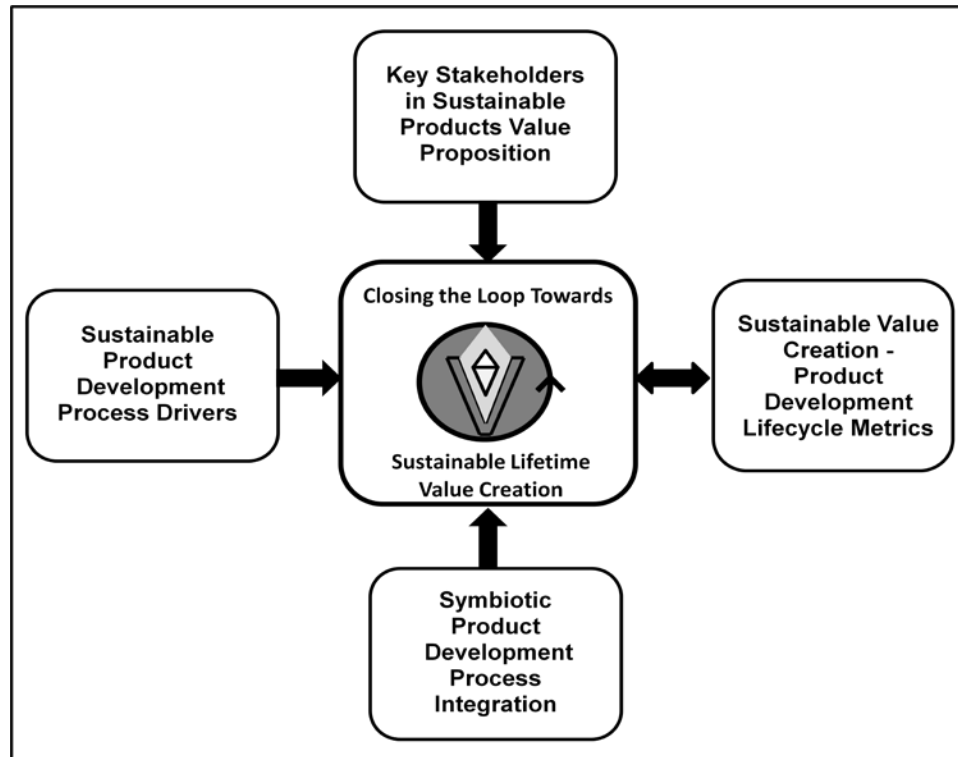 Key Stakeholders
in Sustainable
Products Value
Proposition
Sustainable
Product
Development
Process Drivers
Closing the Loop Towards
Sustainable Lifetime
Value Creation
Sustainable Value
Creation -
Product
Development
Lifecycle Metrics
Symbiotic
Product
Development
Process
Integration